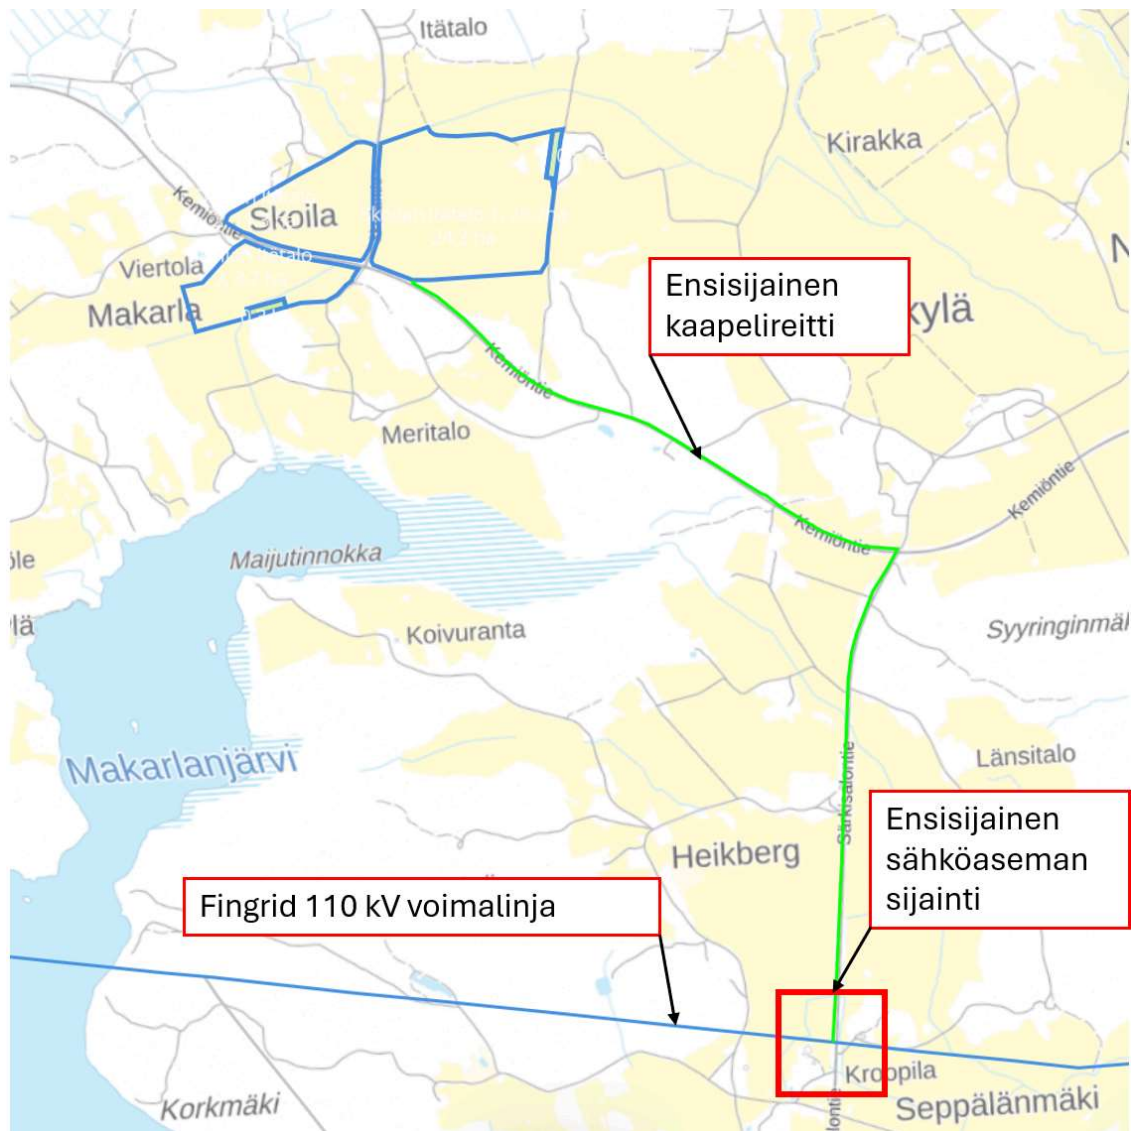 Itätalo
Kirakka
Kemiöntie
Skoila
Viertola
Makarla
Ensisijainen
kaapelireitti
kylä
Kemiöntie
Meritalo
Kemiöntie
Kemiöntie
Maijutinnokka
Koivuranta
Syyringinmäk
Makarlanjärvi
Länsitalo
Särkisalontie
Ensisijainen
sähköaseman
sijainti
Heikberg
Fingrid 110 kV voimalinja
Kroopila
Seppälänmäki
Korkmäki